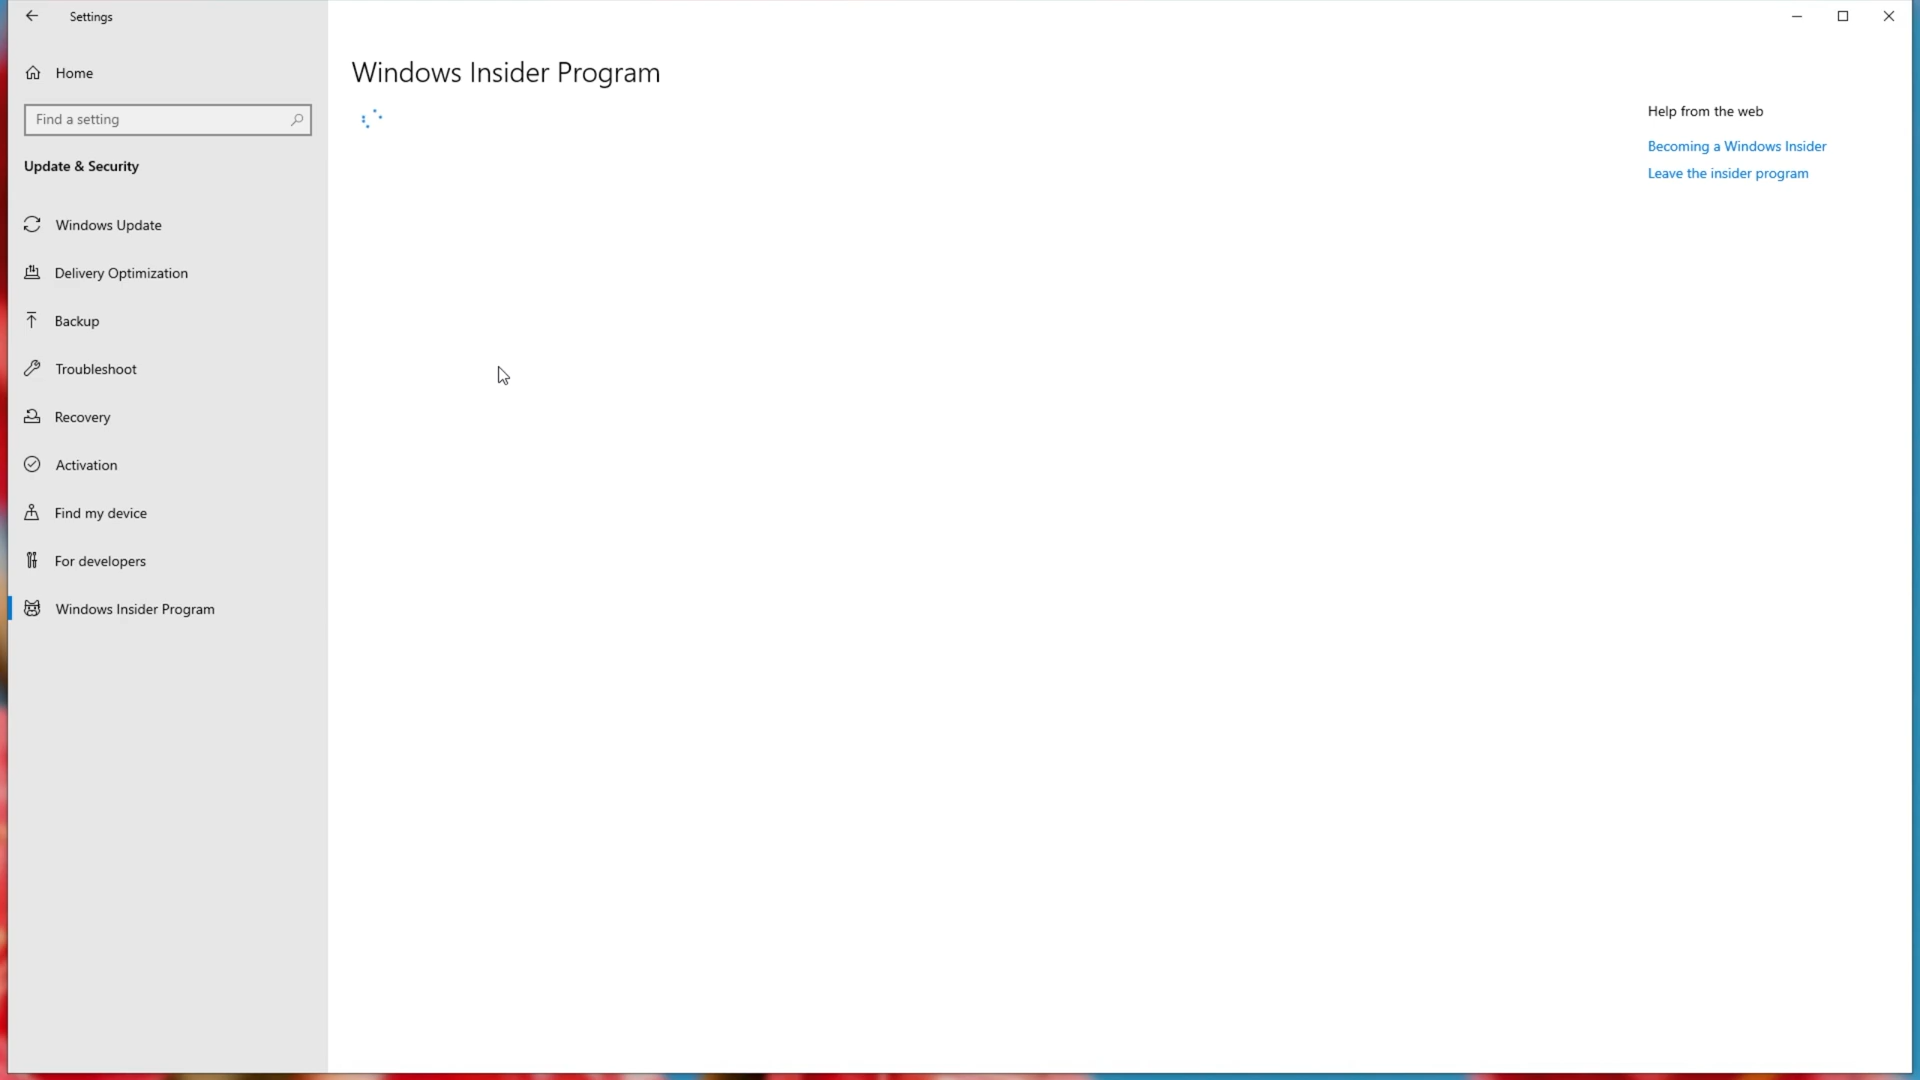 Settings
Home
Find a setting
Update & Security
Windows Update
Delivery Optimization
Backup
Troubleshoot
Recovery
Activation
Find my device
For developers
Windows Insider Program
Windows Insider Program
Help from the web
Becoming a Windows Insider
Leave the insider program